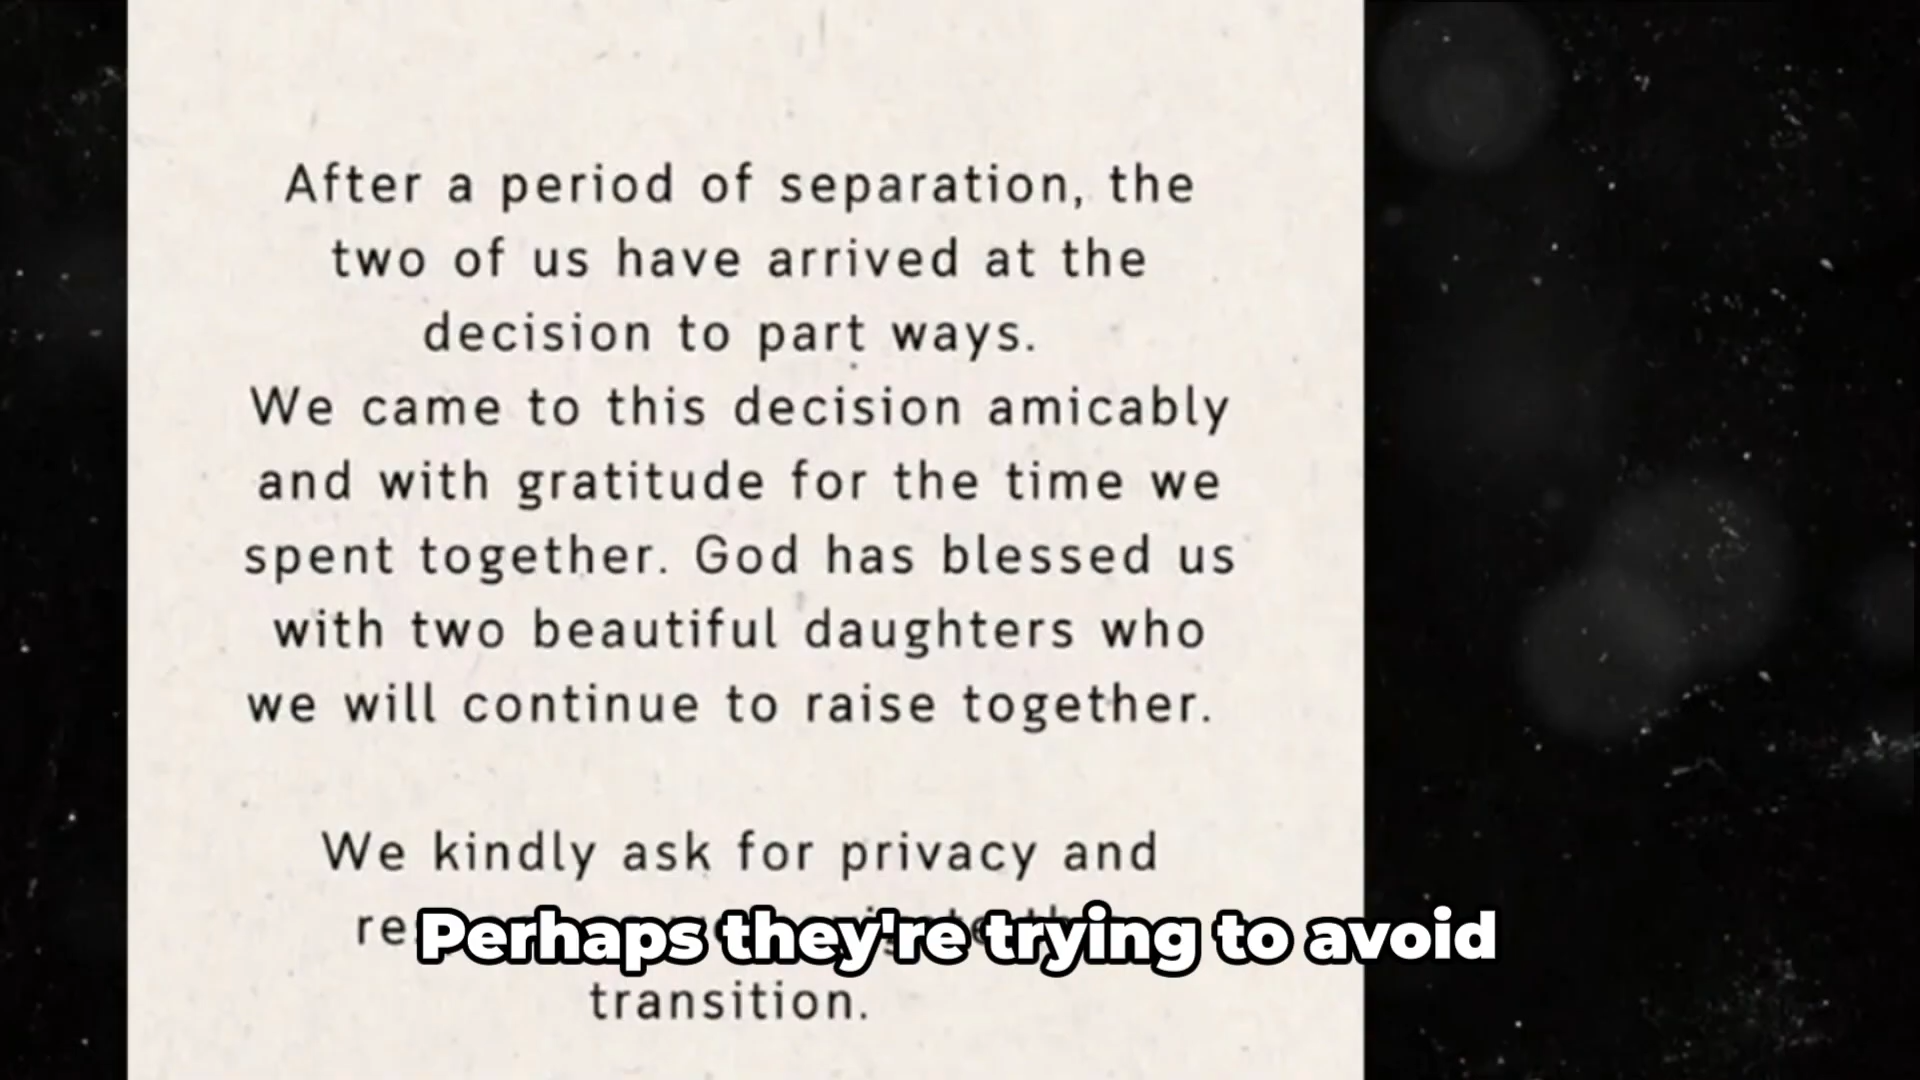 After a period of separation, the
two of us have arrived at the
decision to part ways.
We came to this decision amicably
and with gratitude for the time we
spent together. God has blessed us
with two beautiful daughters who
we will continue to raise together.
We kindly ask for privacy and
Perhaps they're trying to avoid
transition.